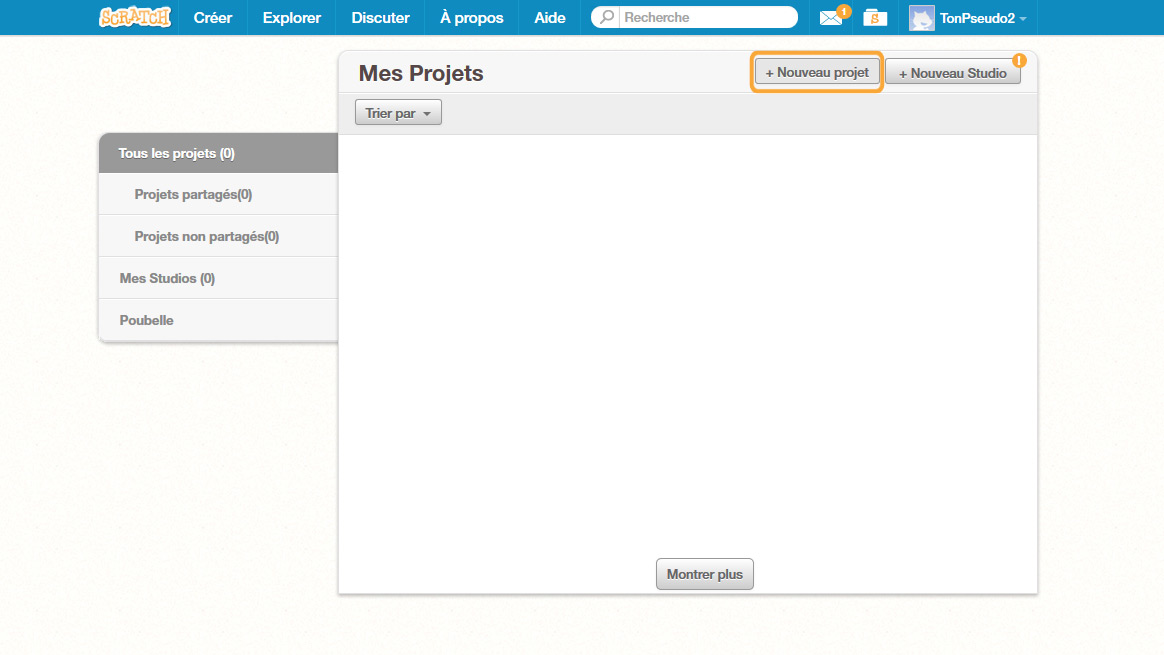 SCRATCH Créer Explorer Discuter À propos Aide Recherche 1 S TonPseudo2
Mes Projets + Nouveau projet + Nouveau Studio !
Trier par
Tous les projets (0)
Projets partagés(0)
Projets non partagés(0)
Mes Studios (0)
Poubelle
Montrer plus